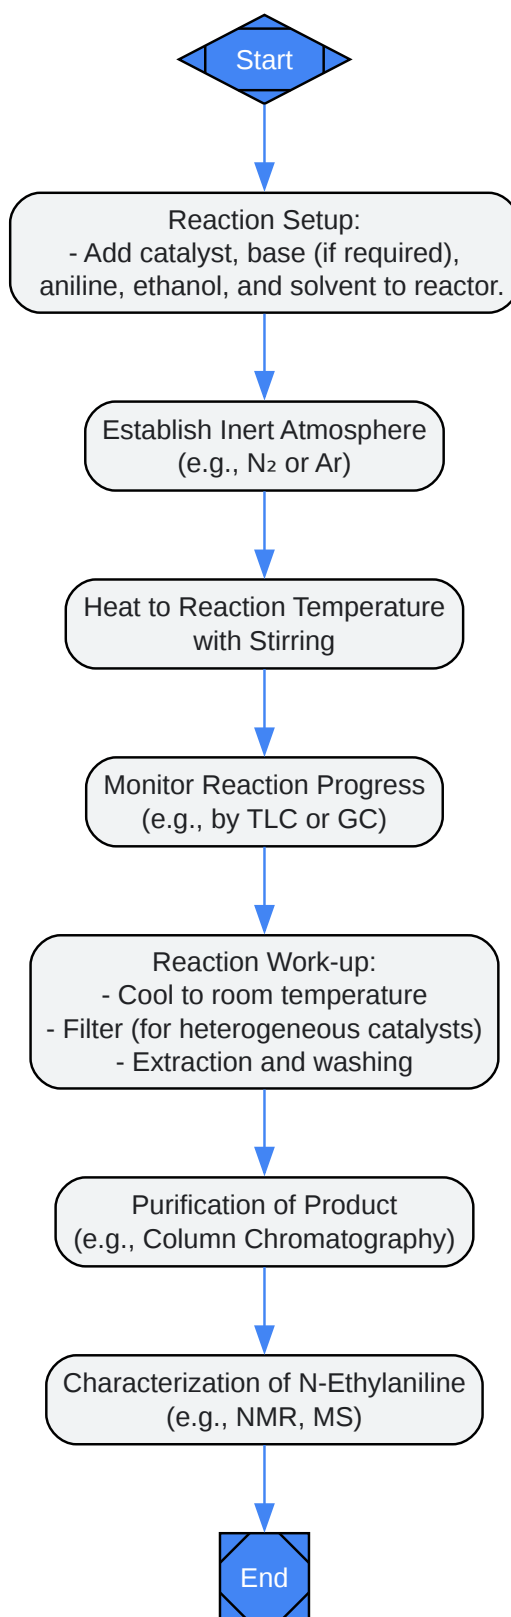 Start
Reaction Setup:
- Add catalyst, base (if required),
aniline, ethanol, and solvent to reactor.
Establish Inert Atmosphere
(e.g., N₂ or Ar)
Heat to Reaction Temperature
with Stirring
Monitor Reaction Progress
(e.g., by TLC or GC)
Reaction Work-up:
- Cool to room temperature
- Filter (for heterogeneous catalysts)
- Extraction and washing
Purification of Product
(e.g., Column Chromatography)
Characterization of N-Ethylaniline
(e.g., NMR, MS)
End